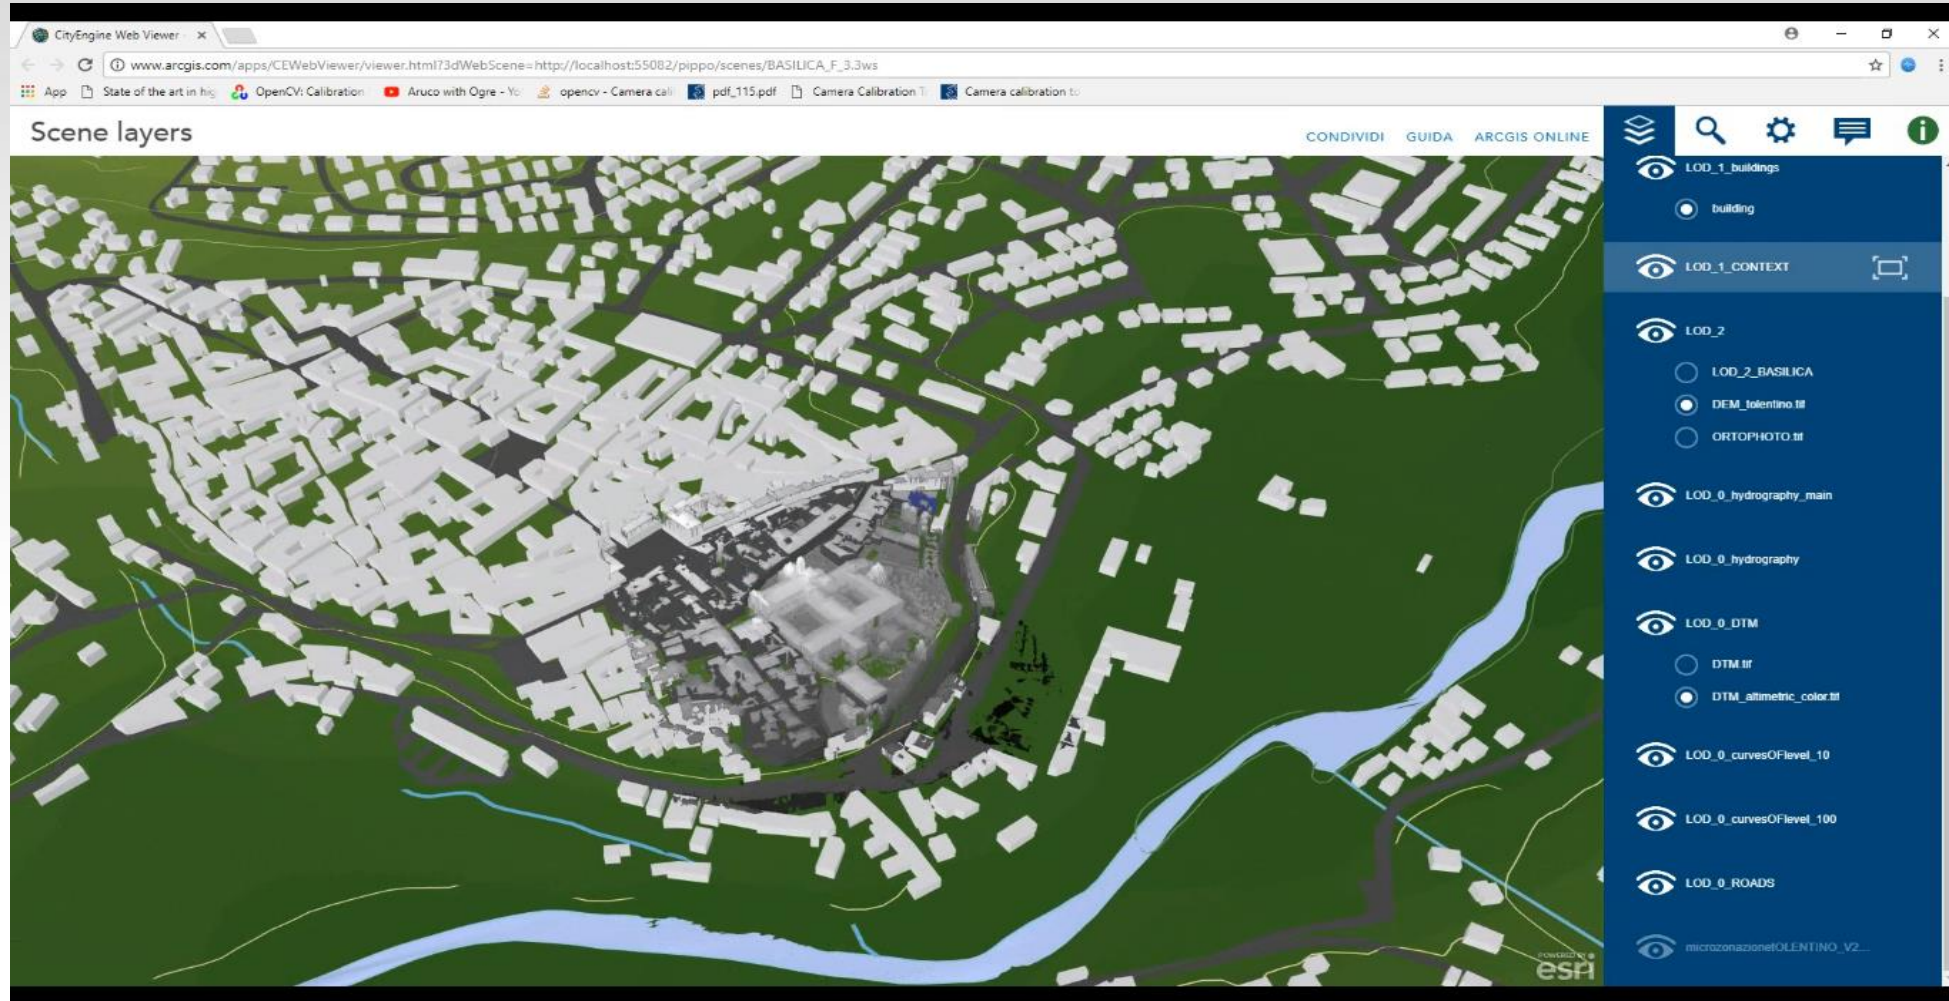 CityEngine Web Viewer
www.arcgis.com/apps/CEWebViewer/viewer.html?3dWebScene=http://localhost:55082/pippo/scenes/BASILICA_F_3.3ws
App State of the art in hig OpenCV: Calibration Aruco with Ogre - Yo opencv - Camera cali pdf_115.pdf Camera Calibration T Camera calibration to
Scene layers
CONDIVIDI GUIDA ARCGIS ONLINE
LOD_1_buildings
building
LOD_1_CONTEXT
LOD_2
LOD_2_BASILICA
DEM_tolentino.tif
ORTOPHOTO.tif
LOD_0_hydrography_main
LOD_0_hydrography
LOD_0_DTM
DTM.tif
DTM_altimetric_color.tif
LOD_0_curvesOFlevel_10
LOD_0_curvesOFlevel_100
LOD_0_ROADS
microzonazionetOLENTINO_V2...
POWERED BY
esri